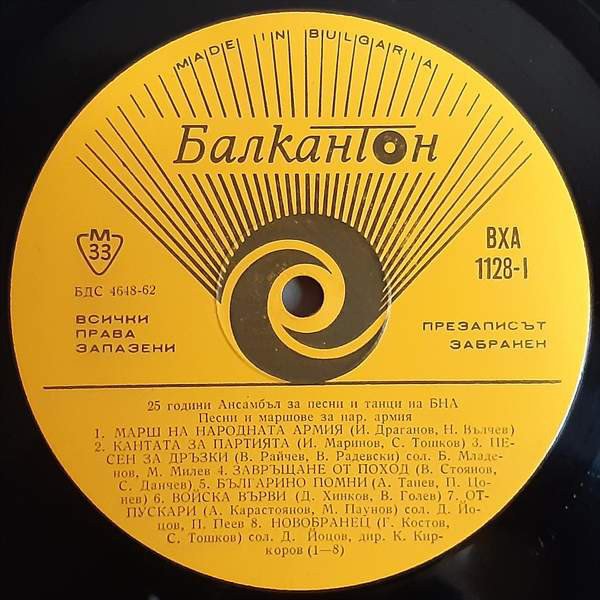 MADE IN BULGARIA
Балкантон
М
33
БДС 4648-62
ВСИЧКИ
ПРАВА
ЗАПАЗЕНИ
ВХА
1128-I
ПРЕЗАПИСЪТ
ЗАБРАНЕН
25 години Ансамбъл за песни и танци на БНА
Песни и маршове за нар. армия
1. МАРШ НА НАРОДНАТА АРМИЯ (И. Драганов, Н. Вълчев)
2. КАНТАТА ЗА ПАРТИЯТА (И. Маринов, С. Тошков) 3. ПЕ-
СЕН ЗА ДРЪЗКИ (В. Райчев, В. Радевски) сол. Б. Младе-
нов, М. Милев 4. ЗАВРЪЩАНЕ ОТ ПОХОД (В. Стоянов,
С. Данчев) 5. БЪЛГАРИНО ПОМНИ (А. Танев, П. Цо-
нев) 6. ВОЙСКА ВЪРВИ (Д. Хинков, В. Голев) 7. ОТ-
ПУСКАРИ (А. Карастоянов, М. Паунов) сол. Д. Йо-
цов, П. Пеев 8. НОВОБРАНЕЦ (Г. Костов,
С. Тошков) сол. Д. Йоцов, дир. К. Кир-
коров (1—8)